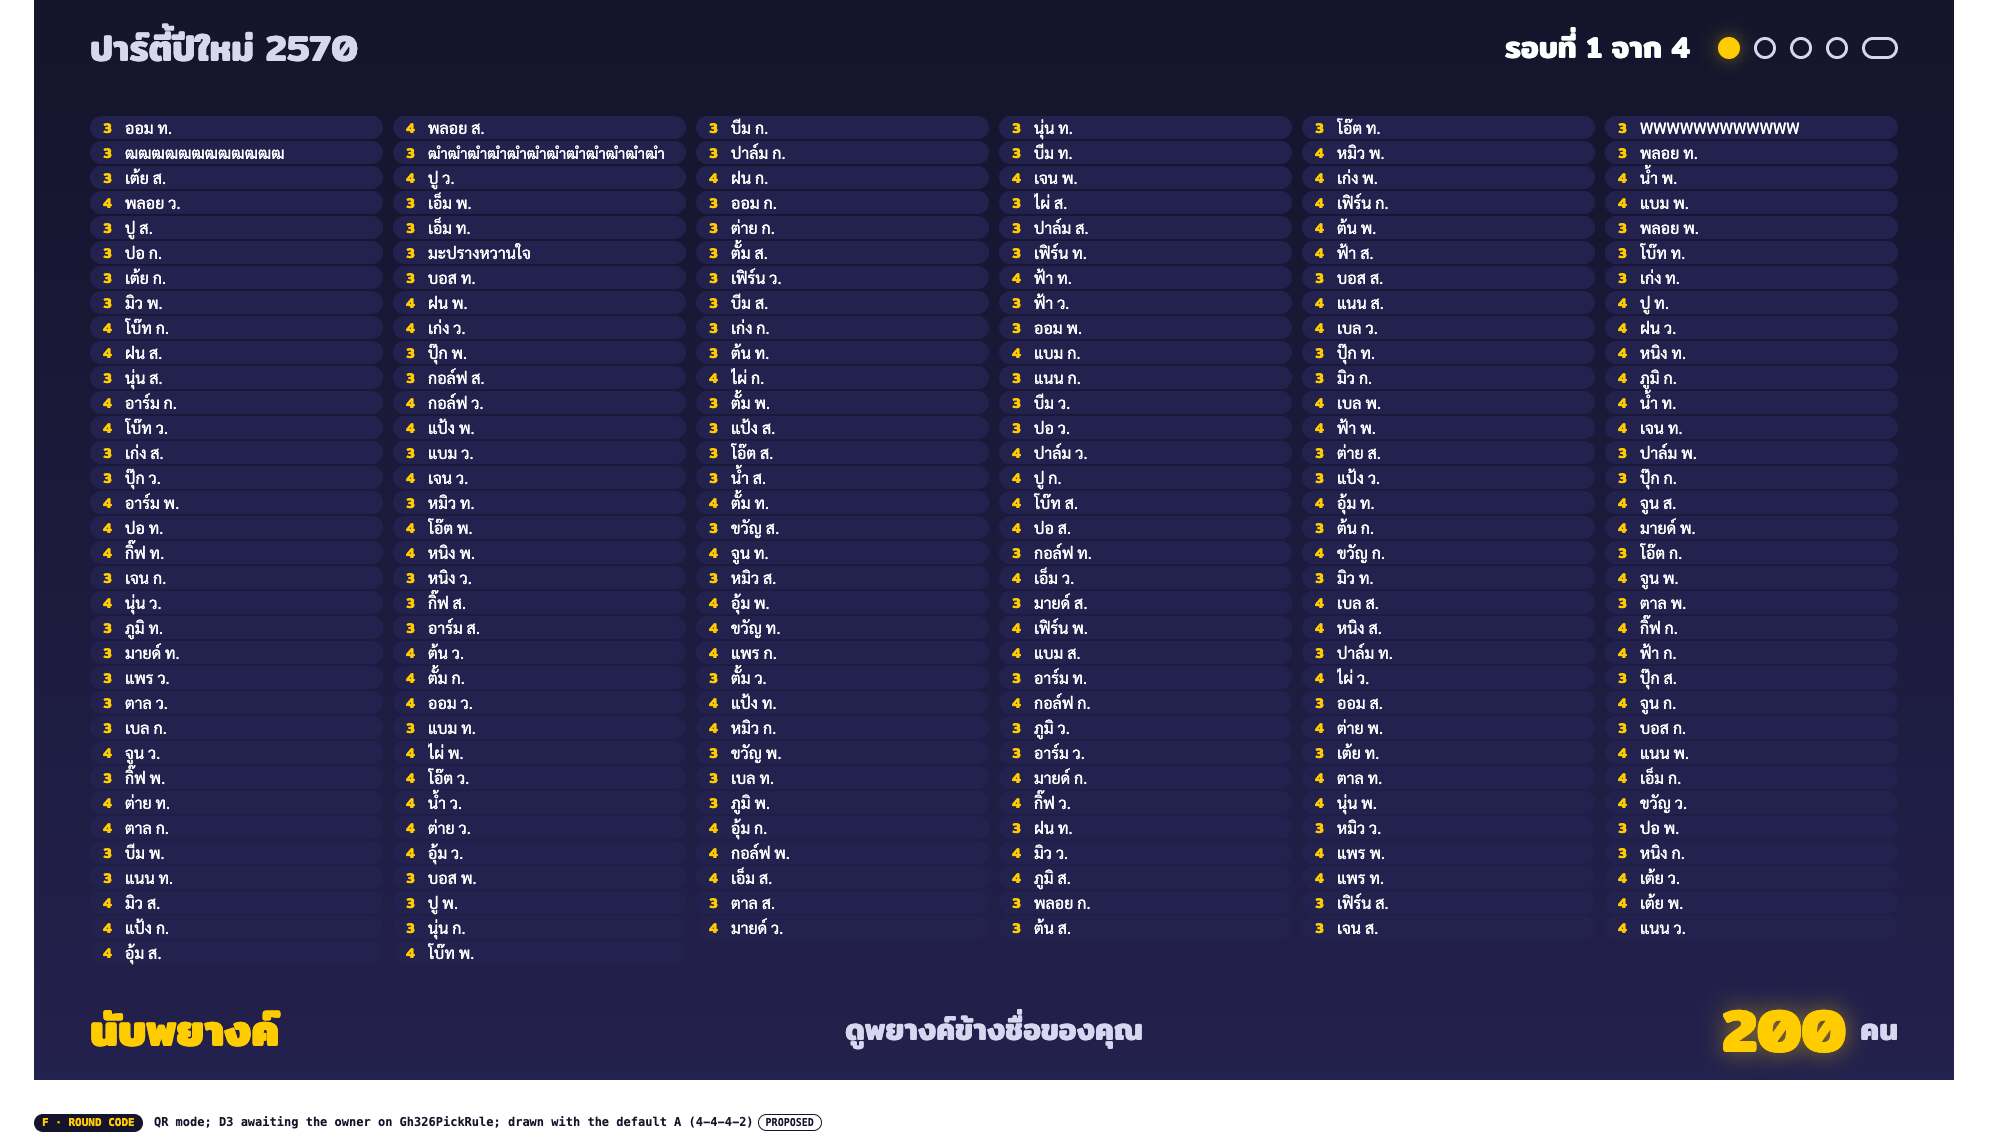 ปาร์ตี้ปีใหม่ 2570
รอบที่ 1 จาก 4
3 ออม ท.
3 ฒฒฒฒฒฒฒฒฒฒฒฒ
3 เต้ย ส.
4 พลอย ว.
3 ปู ส.
3 ปอ ก.
3 เต้ย ก.
3 มิว พ.
4 โบ๊ท ก.
4 ฝน ส.
3 นุ่น ส.
4 อาร์ม ก.
4 โบ๊ท ว.
3 เก่ง ส.
3 ปุ๊ก ว.
4 อาร์ม พ.
4 ปอ ท.
4 กิ๊ฟ ท.
3 เจน ก.
4 นุ่น ว.
3 ภูมิ ท.
3 มายด์ ท.
3 แพร ว.
3 ตาล ว.
3 เบล ก.
4 จูน ว.
3 กิ๊ฟ พ.
4 ต่าย ท.
4 ตาล ก.
3 บีม พ.
3 แนน ท.
4 มิว ส.
4 แป้ง ก.
4 อุ้ม ส.
4 พลอย ส.
3 ฒำฒำฒำฒำฒำฒำฒำฒำฒำฒำฒำฒำ
4 ปู ว.
3 เอ็ม พ.
3 เอ็ม ท.
3 มะปรางหวานใจ
3 บอส ท.
4 ฝน พ.
4 เก่ง ว.
3 ปุ๊ก พ.
3 กอล์ฟ ส.
4 กอล์ฟ ว.
4 แป้ง พ.
3 แบม ว.
4 เจน ว.
3 หมิว ท.
4 โอ๊ต พ.
4 หนิง พ.
3 หนิง ว.
3 กิ๊ฟ ส.
3 อาร์ม ส.
4 ต้น ว.
4 ตั้ม ก.
4 ออม ว.
3 แบม ท.
4 ไผ่ พ.
4 โอ๊ต ว.
4 น้ำ ว.
4 ต่าย ว.
4 อุ้ม ว.
3 บอส พ.
3 ปู พ.
3 นุ่น ก.
4 โบ๊ท พ.
3 บีม ก.
3 ปาล์ม ก.
4 ฝน ก.
3 ออม ก.
3 ต่าย ก.
3 ตั้ม ส.
3 เฟิร์น ว.
3 บีม ส.
3 เก่ง ก.
3 ต้น ท.
4 ไผ่ ก.
3 ตั้ม พ.
3 แป้ง ส.
3 โอ๊ต ส.
3 น้ำ ส.
4 ตั้ม ท.
3 ขวัญ ส.
4 จูน ท.
3 หมิว ส.
4 อุ้ม พ.
4 ขวัญ ท.
4 แพร ก.
3 ตั้ม ว.
4 แป้ง ท.
4 หมิว ก.
3 ขวัญ พ.
3 เบล ท.
3 ภูมิ พ.
4 อุ้ม ก.
4 กอล์ฟ พ.
4 เอ็ม ส.
3 ตาล ส.
4 มายด์ ว.
3 นุ่น ท.
3 บีม ท.
4 เจน พ.
3 ไผ่ ส.
3 ปาล์ม ส.
3 เฟิร์น ท.
4 ฟ้า ท.
3 ฟ้า ว.
3 ออม พ.
4 แบม ก.
3 แนน ก.
3 บีม ว.
3 ปอ ว.
4 ปาล์ม ว.
4 ปู ก.
4 โบ๊ท ส.
4 ปอ ส.
3 กอล์ฟ ท.
4 เอ็ม ว.
3 มายด์ ส.
4 เฟิร์น พ.
4 แบม ส.
3 อาร์ม ท.
4 กอล์ฟ ก.
3 ภูมิ ว.
3 อาร์ม ว.
4 มายด์ ก.
4 กิ๊ฟ ว.
3 ฝน ท.
4 มิว ว.
4 ภูมิ ส.
3 พลอย ก.
3 ต้น ส.
3 โอ๊ต ท.
4 หมิว พ.
4 เก่ง พ.
4 เฟิร์น ก.
4 ต้น พ.
4 ฟ้า ส.
3 บอส ส.
4 แนน ส.
4 เบล ว.
3 ปุ๊ก ท.
3 มิว ก.
4 เบล พ.
4 ฟ้า พ.
3 ต่าย ส.
3 แป้ง ว.
4 อุ้ม ท.
3 ต้น ก.
4 ขวัญ ก.
3 มิว ท.
4 เบล ส.
4 หนิง ส.
3 ปาล์ม ท.
4 ไผ่ ว.
3 ออม ส.
4 ต่าย พ.
3 เต้ย ท.
4 ตาล ท.
4 นุ่น พ.
3 หมิว ว.
4 แพร พ.
4 แพร ท.
3 เฟิร์น ส.
3 เจน ส.
3 WWWWWWWWWWWW
3 พลอย ท.
4 น้ำ พ.
4 แบม พ.
3 พลอย พ.
3 โบ๊ท ท.
3 เก่ง ท.
4 ปู ท.
4 ฝน ว.
4 หนิง ท.
4 ภูมิ ก.
4 น้ำ ท.
4 เจน ท.
3 ปาล์ม พ.
3 ปุ๊ก ก.
4 จูน ส.
4 มายด์ พ.
3 โอ๊ต ก.
4 จูน พ.
3 ตาล พ.
4 กิ๊ฟ ก.
4 ฟ้า ก.
3 ปุ๊ก ส.
4 จูน ก.
3 บอส ก.
4 แนน พ.
4 เอ็ม ก.
4 ขวัญ ว.
3 ปอ พ.
3 หนิง ก.
4 เต้ย ว.
4 เต้ย พ.
4 แนน ว.
นับพยางค์
ดูพยางค์ข้างชื่อของคุณ
200 คน
F · ROUND CODE QR mode; D3 awaiting the owner on Gh326PickRule; drawn with the default A (4–4–4–2) PROPOSED